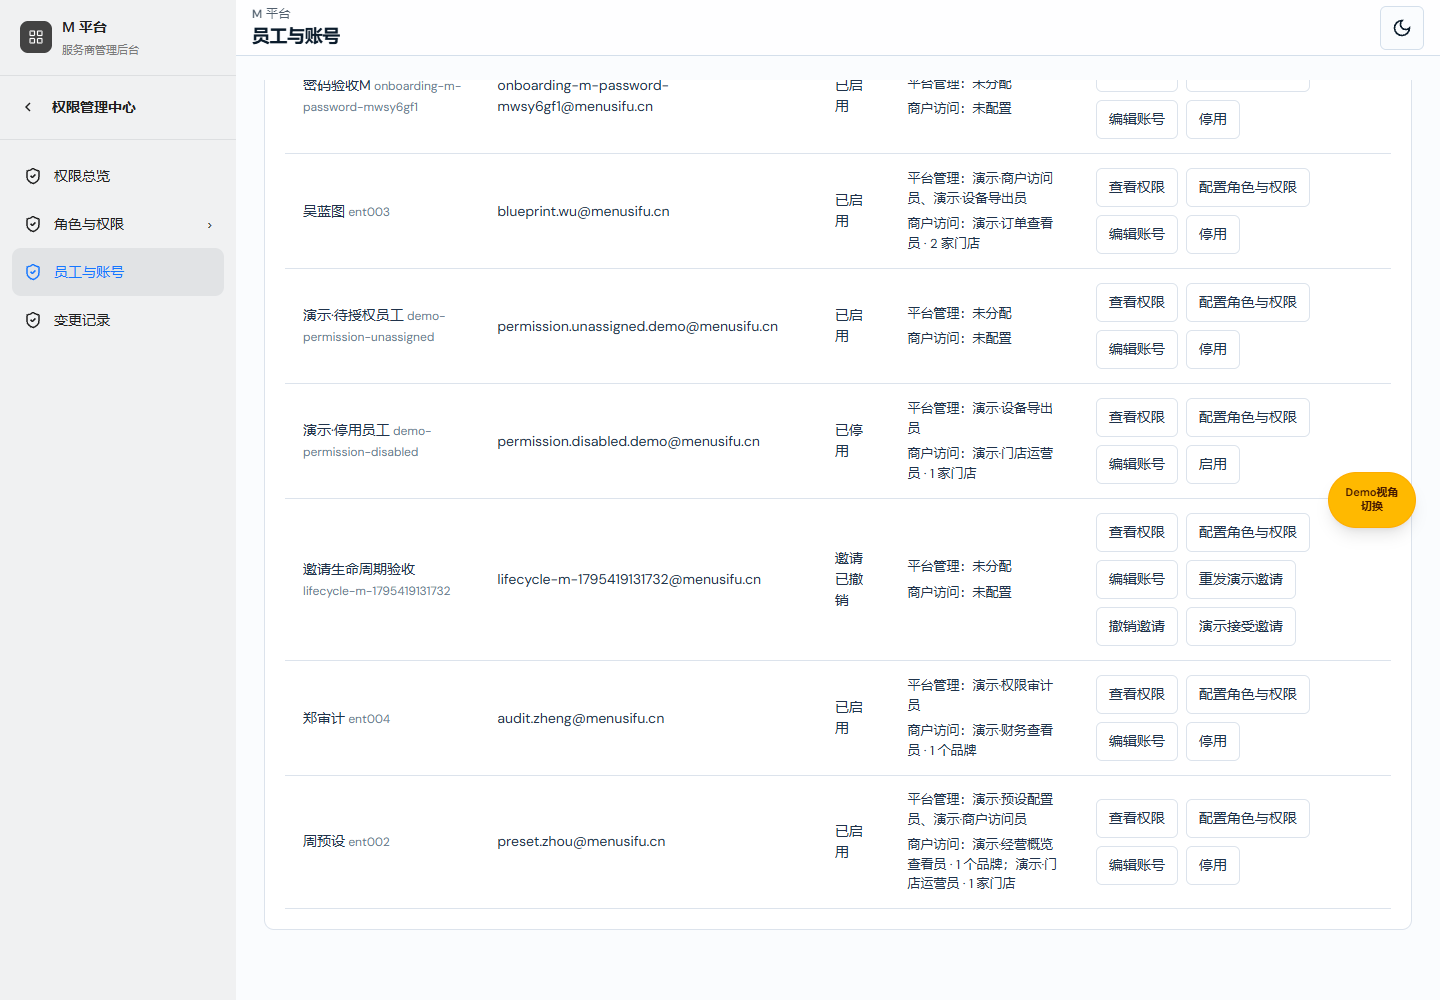 M 平台
服务商管理后台
权限管理中心
权限总览
角色与权限
员工与账号
变更记录
M 平台
员工与账号
密码验收M onboarding-m-
password-mwsy6gf1
onboarding-m-password-
mwsy6gf1@menusifu.cn
已启
用
平台管理：未分配
商户访问：未配置
编辑账号
停用
吴蓝图 ent003
blueprint.wu@menusifu.cn
已启
用
平台管理：演示·商户访问
员、演示·设备导出员
商户访问：演示·订单查看
员 · 2 家门店
查看权限
配置角色与权限
编辑账号
停用
演示·待授权员工 demo-
permission-unassigned
permission.unassigned.demo@menusifu.cn
已启
用
平台管理：未分配
商户访问：未配置
查看权限
配置角色与权限
编辑账号
停用
演示·停用员工 demo-
permission-disabled
permission.disabled.demo@menusifu.cn
已停
用
平台管理：演示·设备导出
员
商户访问：演示·门店运营
员 · 1 家门店
查看权限
配置角色与权限
编辑账号
启用
Demo视角
切换
邀请生命周期验收
lifecycle-m-1795419131732
lifecycle-m-1795419131732@menusifu.cn
邀请
已撤
销
平台管理：未分配
商户访问：未配置
查看权限
配置角色与权限
编辑账号
重发演示邀请
撤销邀请
演示接受邀请
郑审计 ent004
audit.zheng@menusifu.cn
已启
用
平台管理：演示·权限审计
员
商户访问：演示·财务查看
员 · 1 个品牌
查看权限
配置角色与权限
编辑账号
停用
周预设 ent002
preset.zhou@menusifu.cn
已启
用
平台管理：演示·预设配置
员、演示·商户访问员
商户访问：演示·经营概览
查看员 · 1 个品牌；演示·门
店运营员 · 1 家门店
查看权限
配置角色与权限
编辑账号
停用